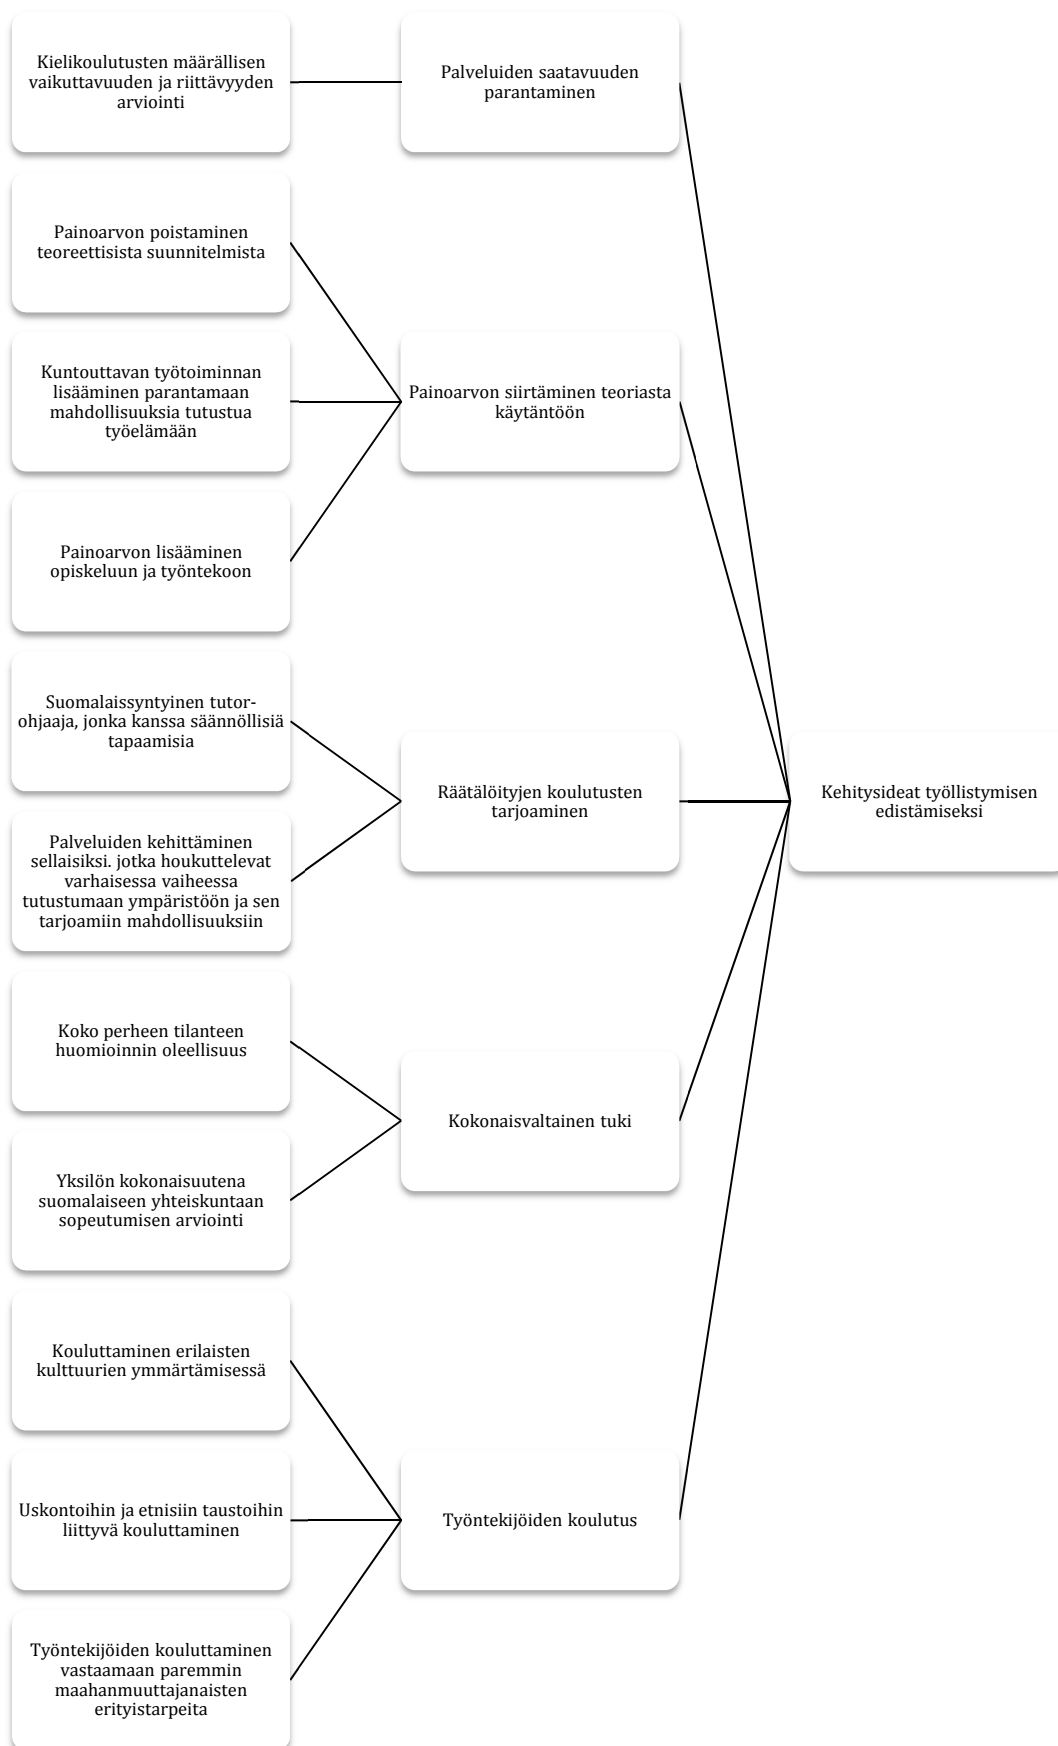 Kielikoulutusten määrällisen
vaikuttavuuden ja riittävyyden
arviointi
Palveluiden saatavuuden
parantaminen
Painoarvon poistaminen
teoreettisista suunnitelmista
Kuntouttavan työtoiminnan
lisääminen parantamaan
mahdollisuuksia tutustua
työelämään
Painoarvon siirtäminen teoriasta
käytäntöön
Painoarvon lisääminen
opiskeluun ja työntekoon
Suomalaissyntyinen tutor-
ohjaaja, jonka kanssa säännöllisiä
tapaamisia
Palveluiden kehittäminen
sellaisiksi. jotka houkuttelevat
varhaisessa vaiheessa
tutustumaan ympäristöön ja sen
tarjoamiin mahdollisuuksiin
Räätälöityjen koulutusten
tarjoaminen
Kehitysideat työllistymisen
edistämiseksi
Koko perheen tilanteen
huomioinnin oleellisuus
Yksilön kokonaisuutena
suomalaiseen yhteiskuntaan
sopeutumisen arviointi
Kokonaisvaltainen tuki
Kouluttaminen erilaisten
kulttuurien ymmärtämisessä
Uskontoihin ja etnisiin taustoihin
liittyvä kouluttaminen
Työntekijöiden koulutus
Työntekijöiden kouluttaminen
vastaamaan paremmin
maahanmuuttajanaisten
erityistarpeita